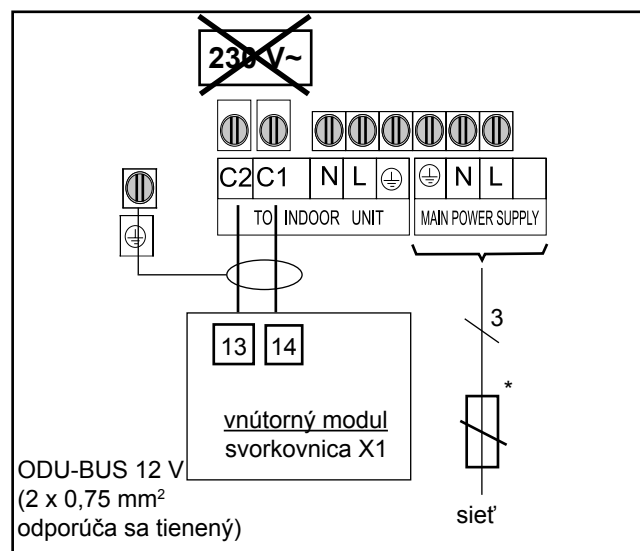 230 V~
C2 C1 N L N L
TO INDOOR UNIT MAIN POWER SUPPLY
3
13 14
*
vnútorný modul
svorkovnica X1
ODU-BUS 12 V
(2 x 0,75 mm²
odporúča sa tienený)
sieť